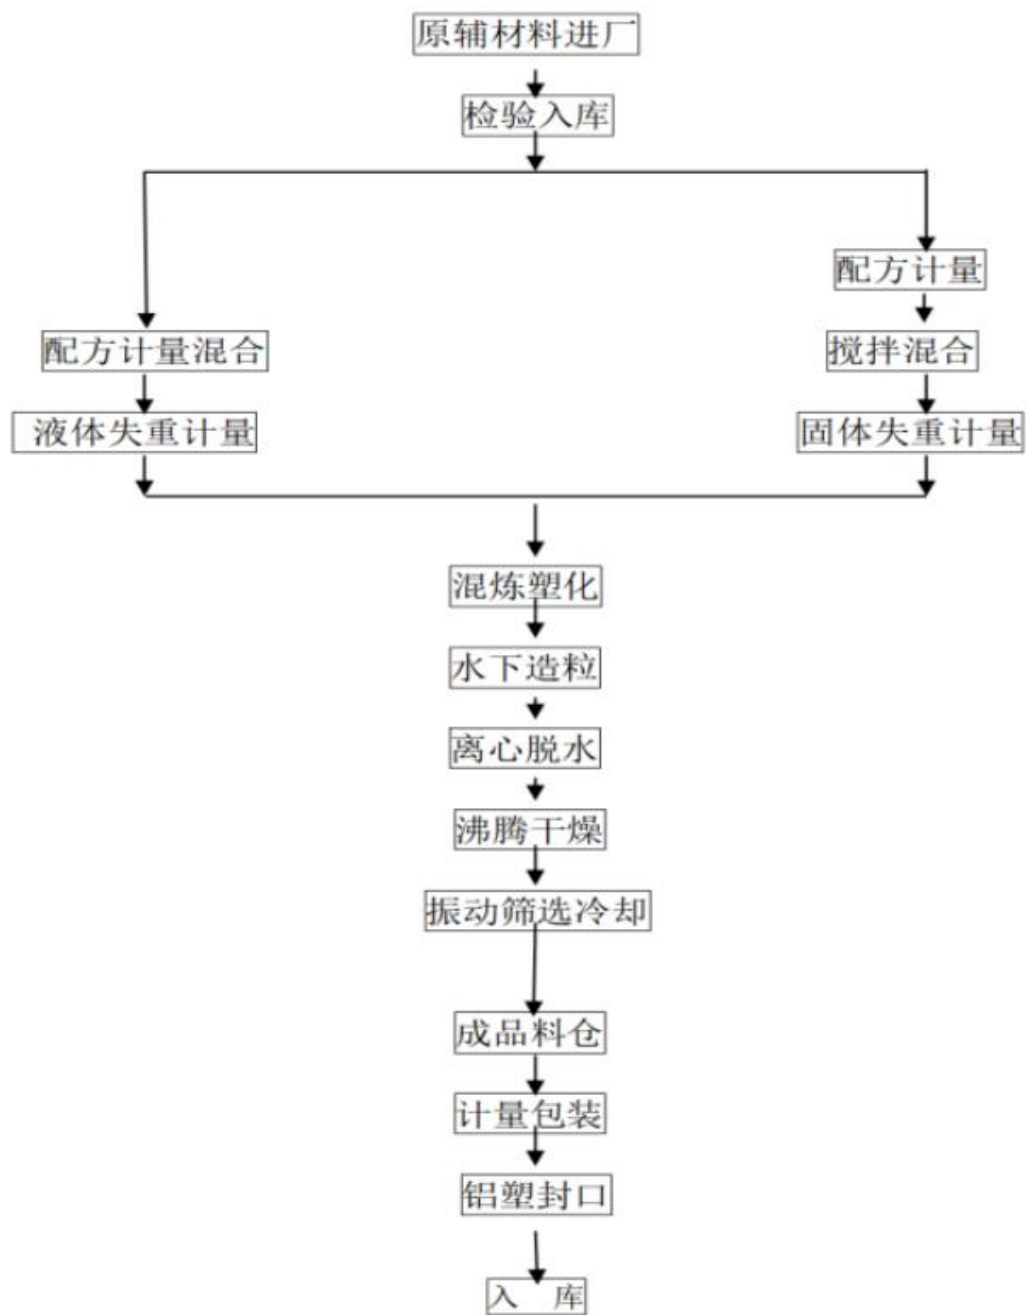 原辅材料进厂
检验入库
配方计量
配方计量混合
搅拌混合
液体失重计量
固体失重计量
混炼塑化
水下造粒
离心脱水
沸腾干燥
振动筛选冷却
成品料仓
计量包装
铝塑封口
入 库